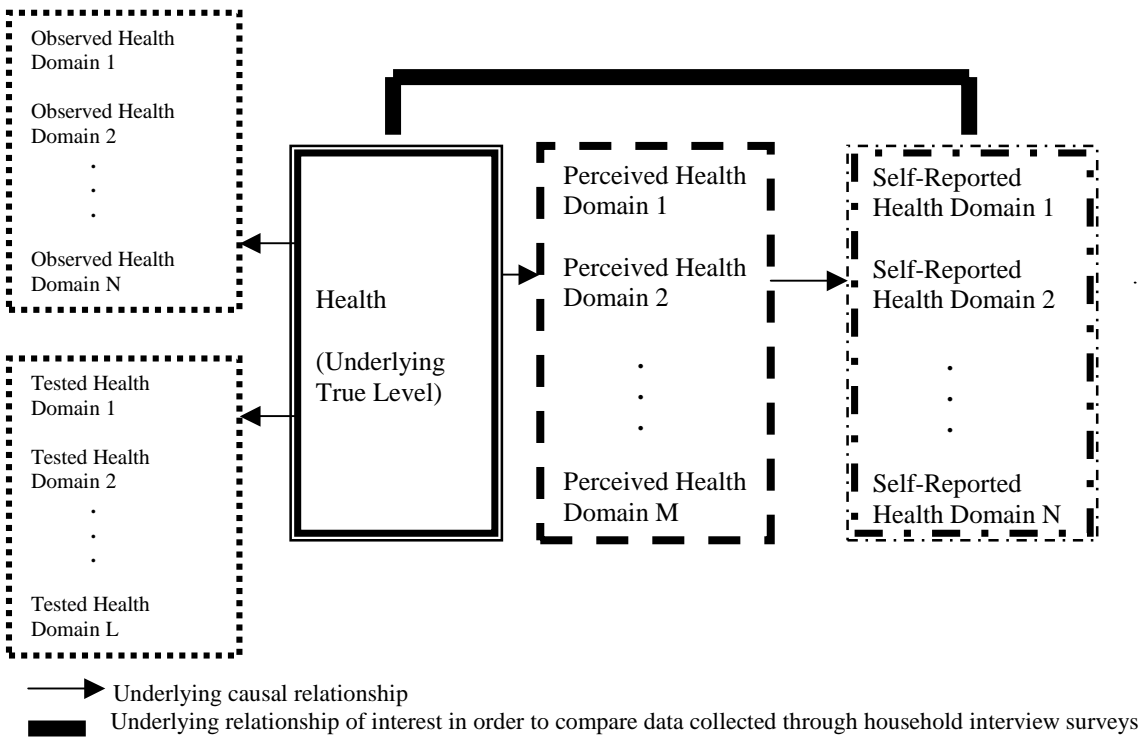 Observed Health
Domain 1
Observed Health
Domain 2
.
.
.
Observed Health
Domain N
Tested Health
Domain 1
Tested Health
Domain 2
.
.
.
Tested Health
Domain L
Health
(Underlying
True Level)
Perceived Health
Domain 1
Perceived Health
Domain 2
.
.
.
Perceived Health
Domain M
Self-Reported
Health Domain 1
Self-Reported
Health Domain 2
.
.
.
Self-Reported
Health Domain N
.
Underlying causal relationship
Underlying relationship of interest in order to compare data collected through household interview surveys